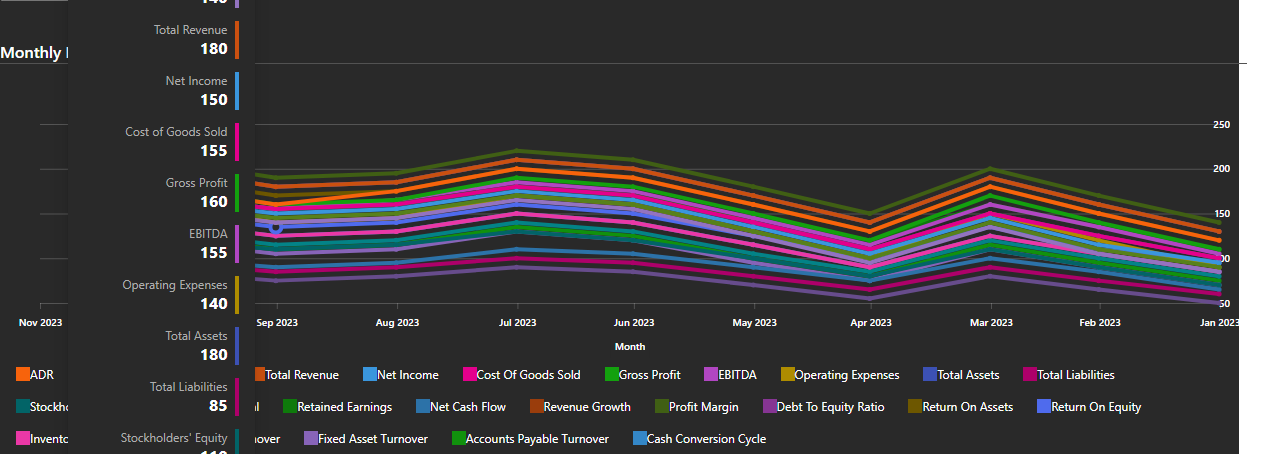 140
Total Revenue
180
Monthly
Net Income
150
Cost of Goods Sold
155
Gross Profit
160
EBITDA
155
Operating Expenses
140
Total Assets
180
Total Liabilities
85
Stockholders' Equity
110
250
200
150
50
Nov 2023 Sep 2023 Aug 2023 Jul 2023 Jun 2023 May 2023 Apr 2023 Mar 2023 Feb 2023 Jan 2023
Month
ADR Total Revenue Net Income Cost Of Goods Sold Gross Profit EBITDA Operating Expenses Total Assets Total Liabilities
Retained Earnings Net Cash Flow Revenue Growth Profit Margin Debt To Equity Ratio Return On Assets Return On Equity
Fixed Asset Turnover Accounts Payable Turnover Cash Conversion Cycle